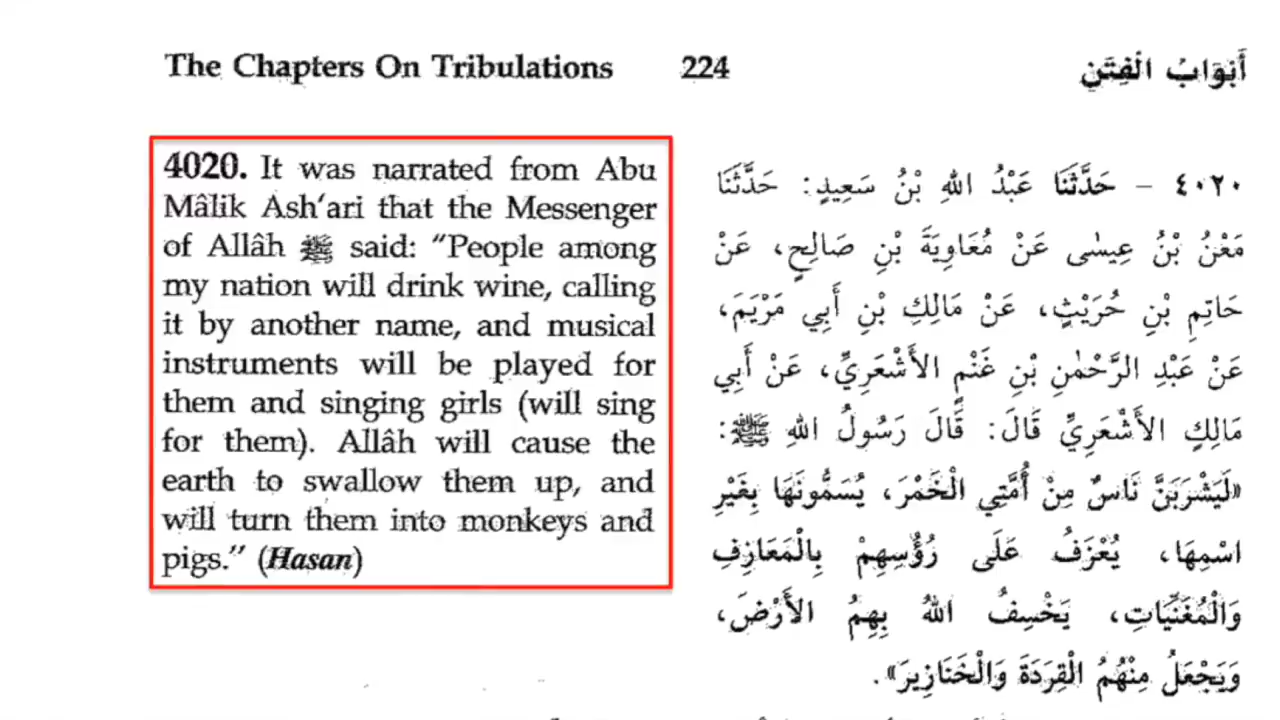 The Chapters On Tribulations 224 أَبْوَابُ الْفِتَنِ
4020. It was narrated from Abu
Mâlik Ash'ari that the Messenger
of Allâh ﷺ said: “People among
my nation will drink wine, calling
it by another name, and musical
instruments will be played for
them and singing girls (will sing
for them). Allâh will cause the
earth to swallow them up, and
will turn them into monkeys and
pigs.” (Hasan)
٤٠٢٠ – حَدَّثَنَا عَبْدُ اللهِ بْنُ سَعِيدٍ: حَدَّثَنَا
مَعْنُ بْنُ عِيسٰى عَنْ مُعَاوِيَةَ بْنِ صَالِحٍ، عَنْ
حَاتِمِ بْنِ حُرَيْثٍ، عَنْ مَالِكِ بْنِ أَبِي مَرْيَمَ،
عَنْ عَبْدِ الرَّحْمٰنِ بْنِ غَنْمٍ الأَشْعَرِيِّ، عَنْ أَبِي
مَالِكٍ الأَشْعَرِيِّ قَالَ: قَالَ رَسُولُ اللهِ ﷺ:
«لَيَشْرَبَنَّ نَاسٌ مِنْ أُمَّتِي الْخَمْرَ، يُسَمُّونَهَا بِغَيْرِ
اسْمِهَا، يُعْزَفُ عَلَى رُؤُسِهِمْ بِالْمَعَازِفِ
وَالْمُغَنِّيَاتِ، يَخْسِفُ اللهُ بِهِمُ الأَرْضَ،
وَيَجْعَلُ مِنْهُمُ الْقِرَدَةَ وَالْخَنَازِيرَ».